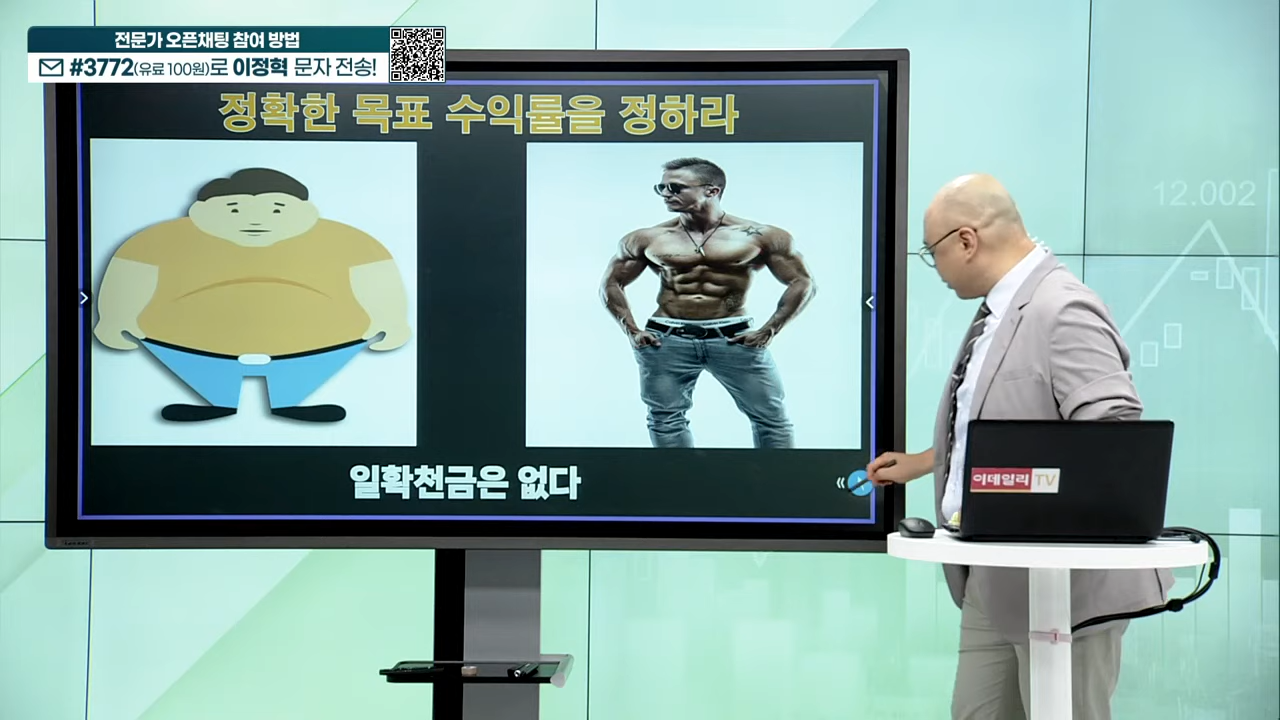 전문가 오픈채팅 참여 방법
#3772(유료 100원)로 이정혁 문자 전송!
정확한 목표 수익률을 정하라
일확천금은 없다
이데일리TV
12.002